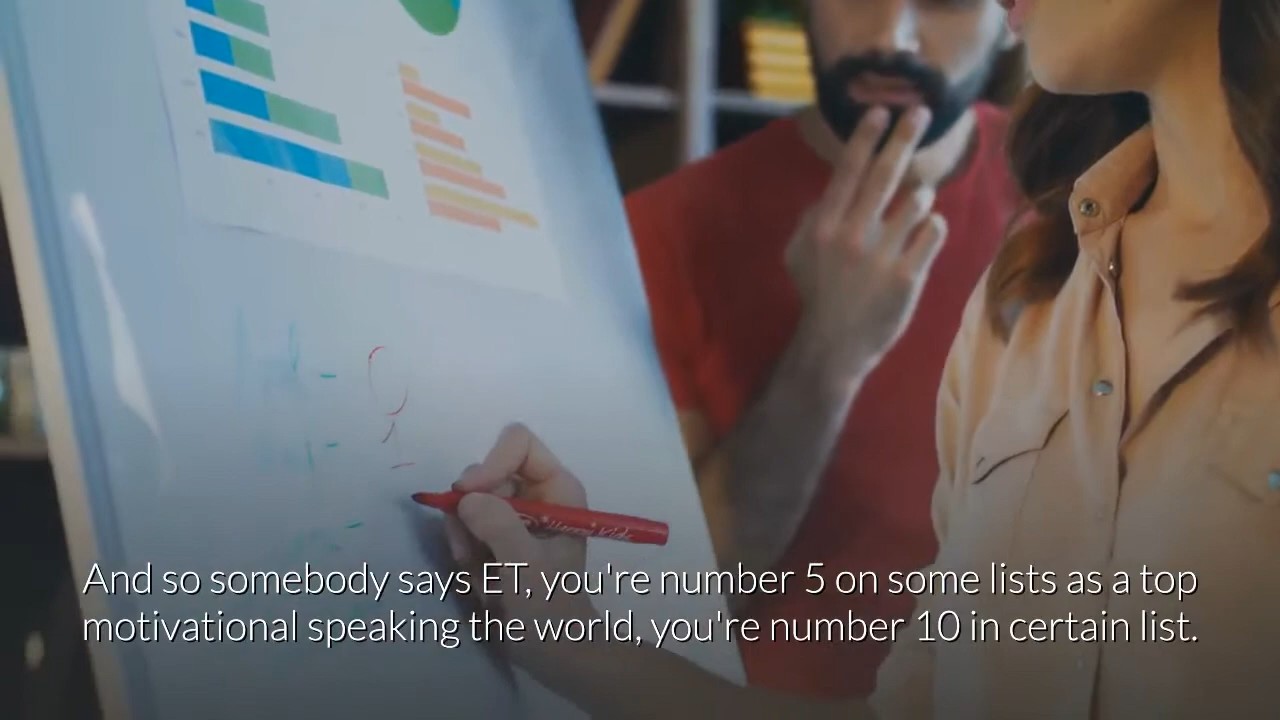 And so somebody says ET, you're number 5 on some lists as a top
motivational speaking the world, you're number 10 in certain list.